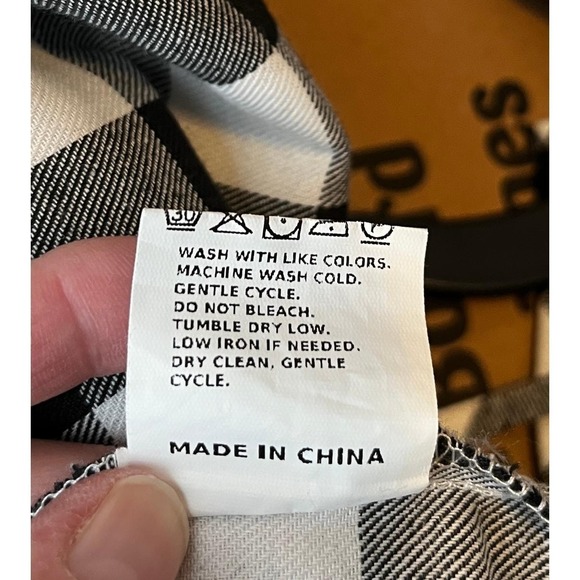 30
WASH WITH LIKE COLORS.
MACHINE WASH COLD.
GENTLE CYCLE.
DO NOT BLEACH.
TUMBLE DRY LOW.
LOW IRON IF NEEDED.
DRY CLEAN, GENTLE
CYCLE.
MADE IN CHINA